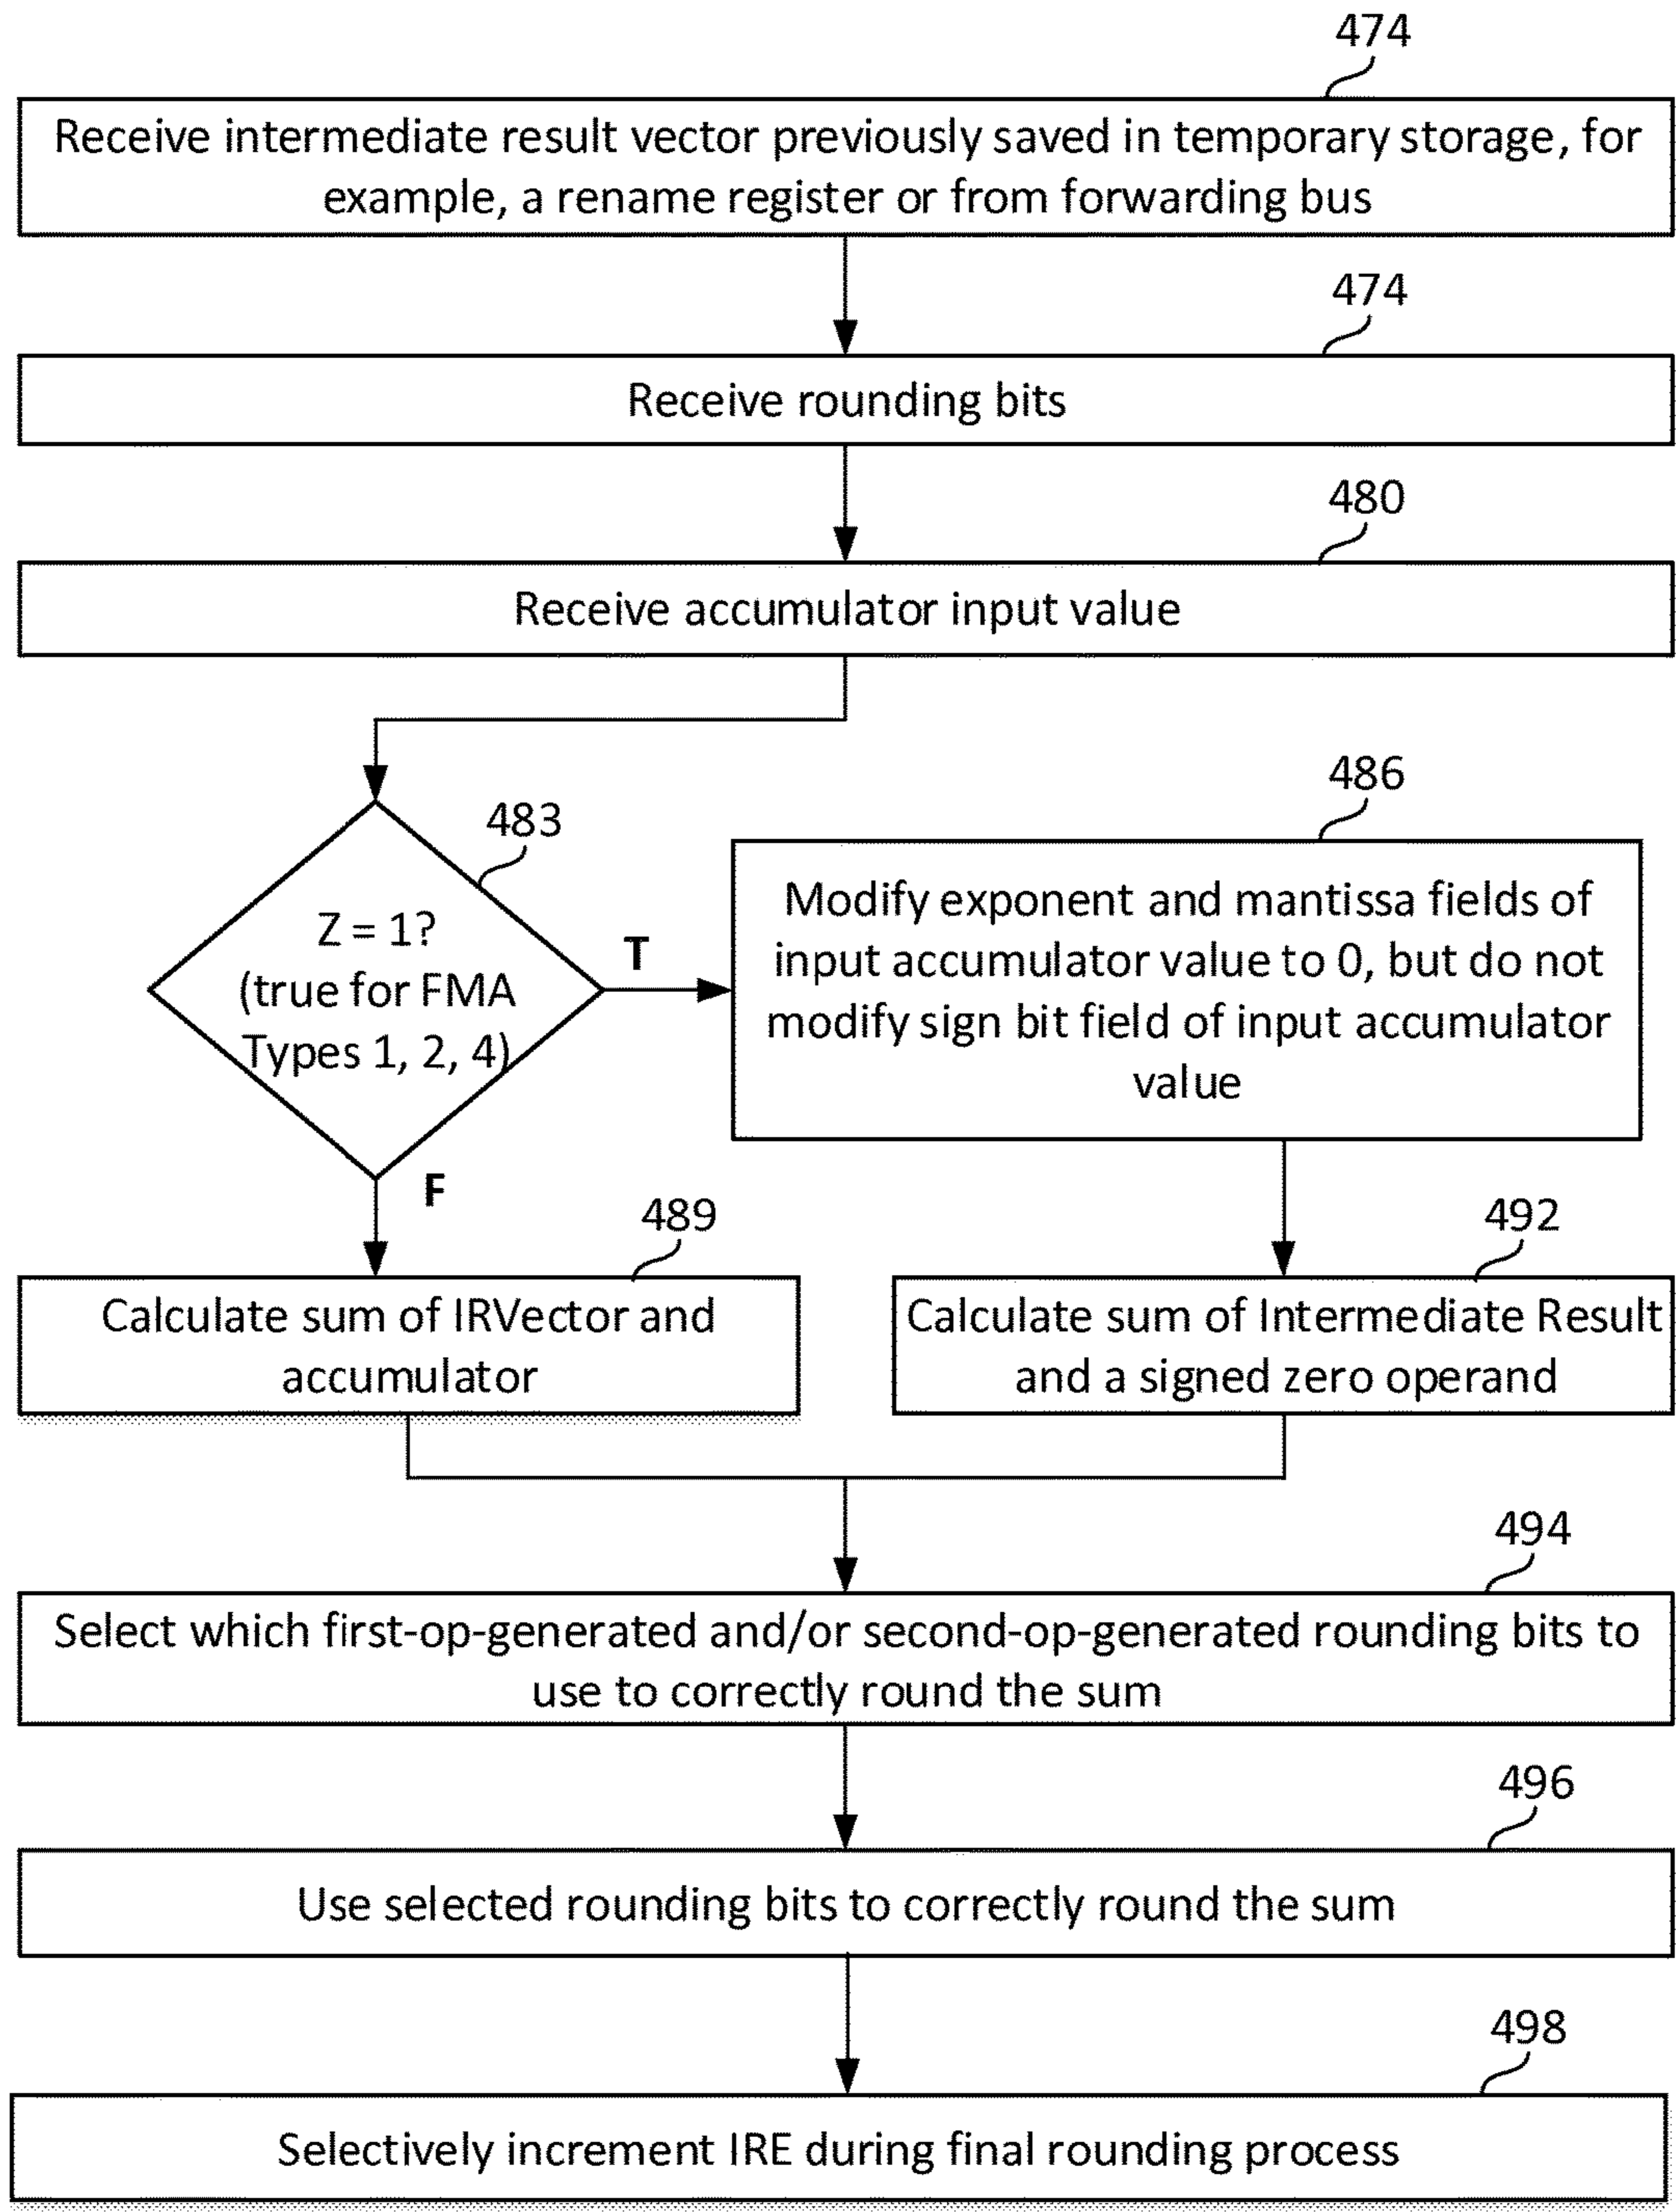 474
Receive intermediate result vector previously saved in temporary storage, for
example, a rename register or from forwarding bus
474
Receive rounding bits
480
Receive accumulator input value
483
Z = 1?
(true for FMA
Types 1, 2, 4)
T
F
486
Modify exponent and mantissa fields of
input accumulator value to 0, but do not
modify sign bit field of input accumulator
value
489
Calculate sum of IRVector and
accumulator
492
Calculate sum of Intermediate Result
and a signed zero operand
494
Select which first-op-generated and/or second-op-generated rounding bits to
use to correctly round the sum
496
Use selected rounding bits to correctly round the sum
498
Selectively increment IRE during final rounding process